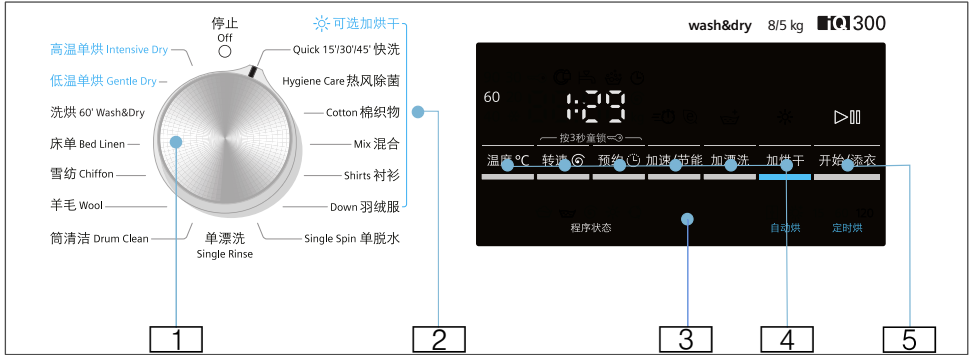 停止
Off
可选加烘干
高温单烘 Intensive Dry
低温单烘 Gentle Dry
洗烘 60' Wash&Dry
床单 Bed Linen
雪纺 Chiffon
羊毛 Wool
筒清洁 Drum Clean
单漂洗
Single Rinse
Quick 15'/30'/45' 快洗
Hygiene Care 热风除菌
Cotton 棉织物
Mix 混合
Shirts 衬衫
Down 羽绒服
Single Spin 单脱水
wash&dry 8/5 kg iQ300
60
1:29
按3秒童锁
温度℃ 转速 预约 加速/节能 加漂洗 加烘干 开始/添衣
程序状态 自动烘 定时烘
1 2 3 4 5